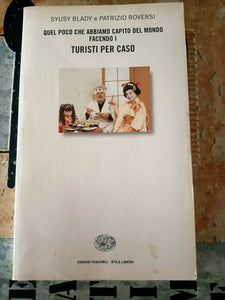 SYUSY BLADY e PATRIZIO ROVERSI
QUEL POCO CHE ABBIAMO CAPITO DEL MONDO
FACENDO I
TURISTI PER CASO
EINAUDI TASCABILI STILE LIBERO